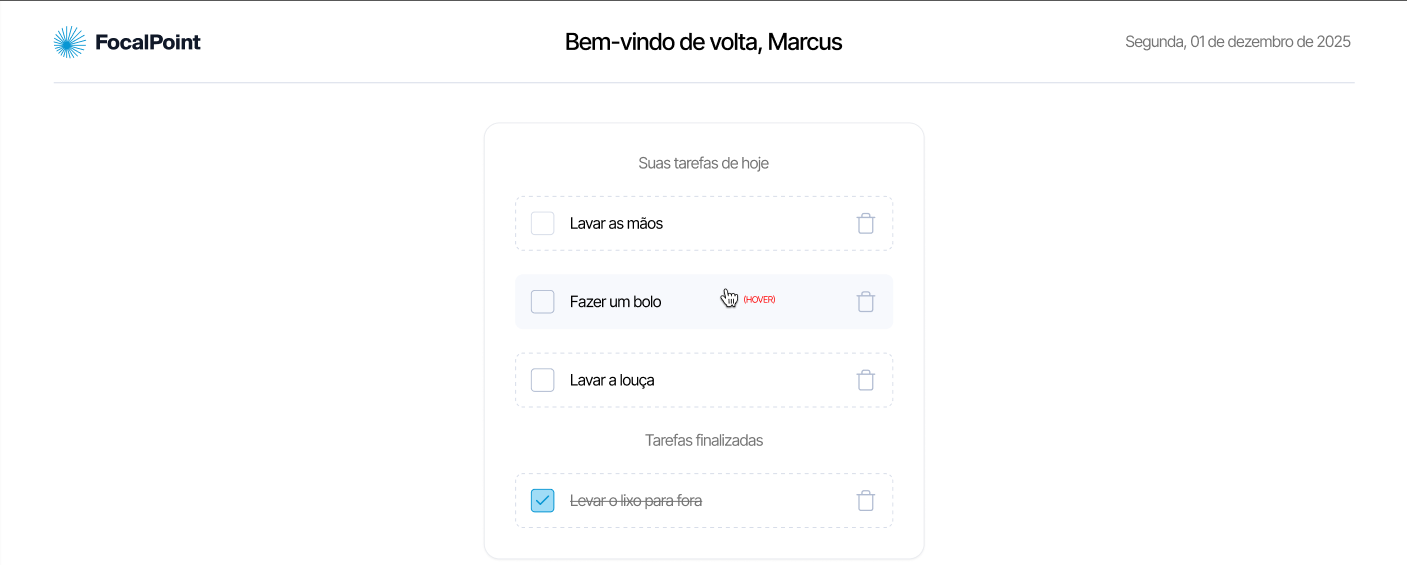 FocalPoint
Bem-vindo de volta, Marcus
Segunda, 01 de dezembro de 2025
Suas tarefas de hoje
Lavar as mãos
Fazer um bolo
(HOVER)
Lavar a louça
Tarefas finalizadas
Levar o lixo para fora